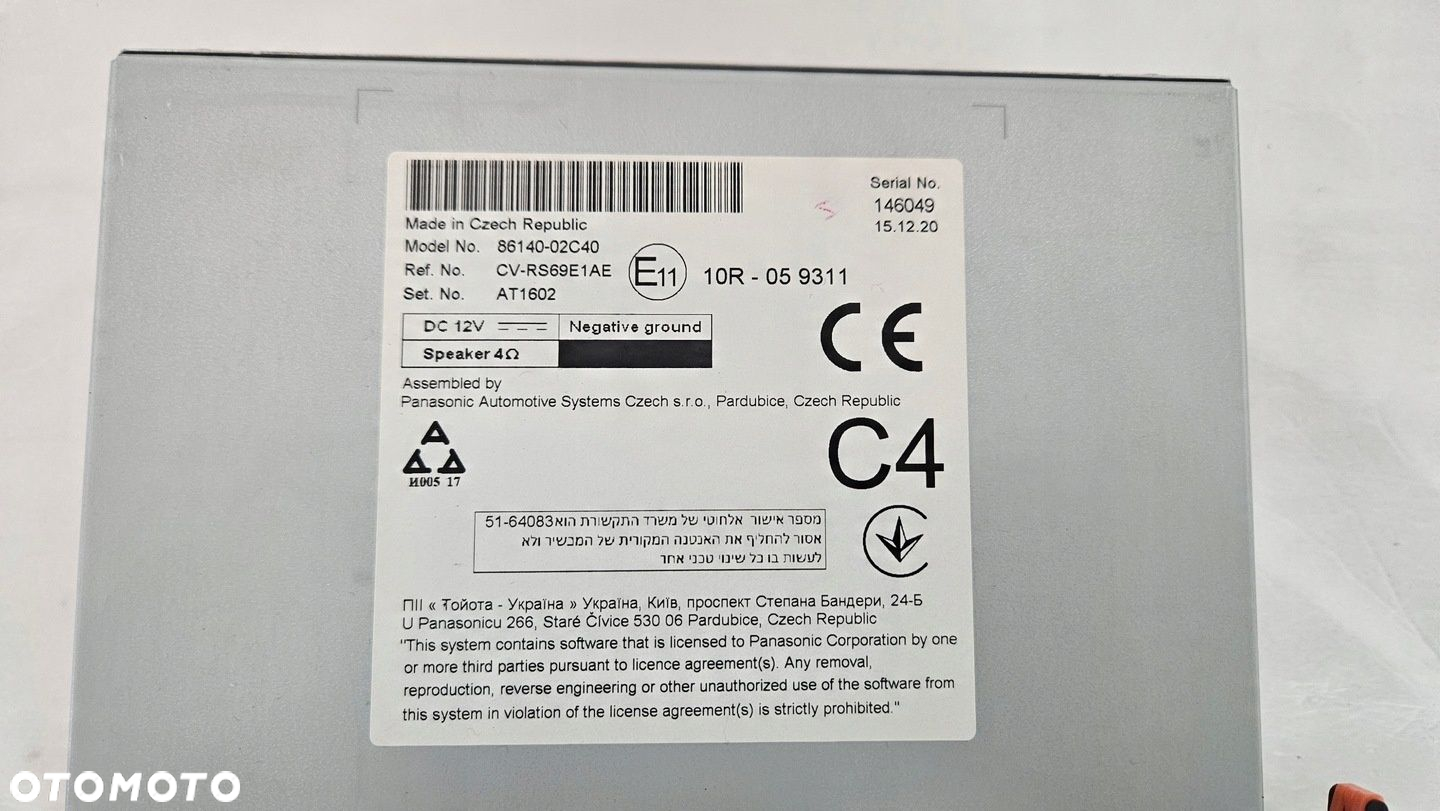 Serial No.
146049
15.12.20
Made in Czech Republic
Model No. 86140-02C40
Ref. No. CV-RS69E1AE
Set. No. AT1602
E11 10R - 05 9311
DC 12V Negative ground
Speaker 4Ω
CE
Assembled by
Panasonic Automotive Systems Czech s.r.o., Pardubice, Czech Republic
C4
И005 17
מספר אישור אלחוטי של משרד התקשורת הוא51-64083
אסור להחליף את האנטנה המקורית של המכשיר ולא
לעשות בו כל שינוי טכני אחר
ПІІ « Тойота - Україна » Україна, Київ, проспект Степана Бандери, 24-Б
U Panasonicu 266, Staré Čívice 530 06 Pardubice, Czech Republic
"This system contains software that is licensed to Panasonic Corporation by one
or more third parties pursuant to licence agreement(s). Any removal,
reproduction, reverse engineering or other unauthorized use of the software from
this system in violation of the license agreement(s) is strictly prohibited."
OTOMOTO